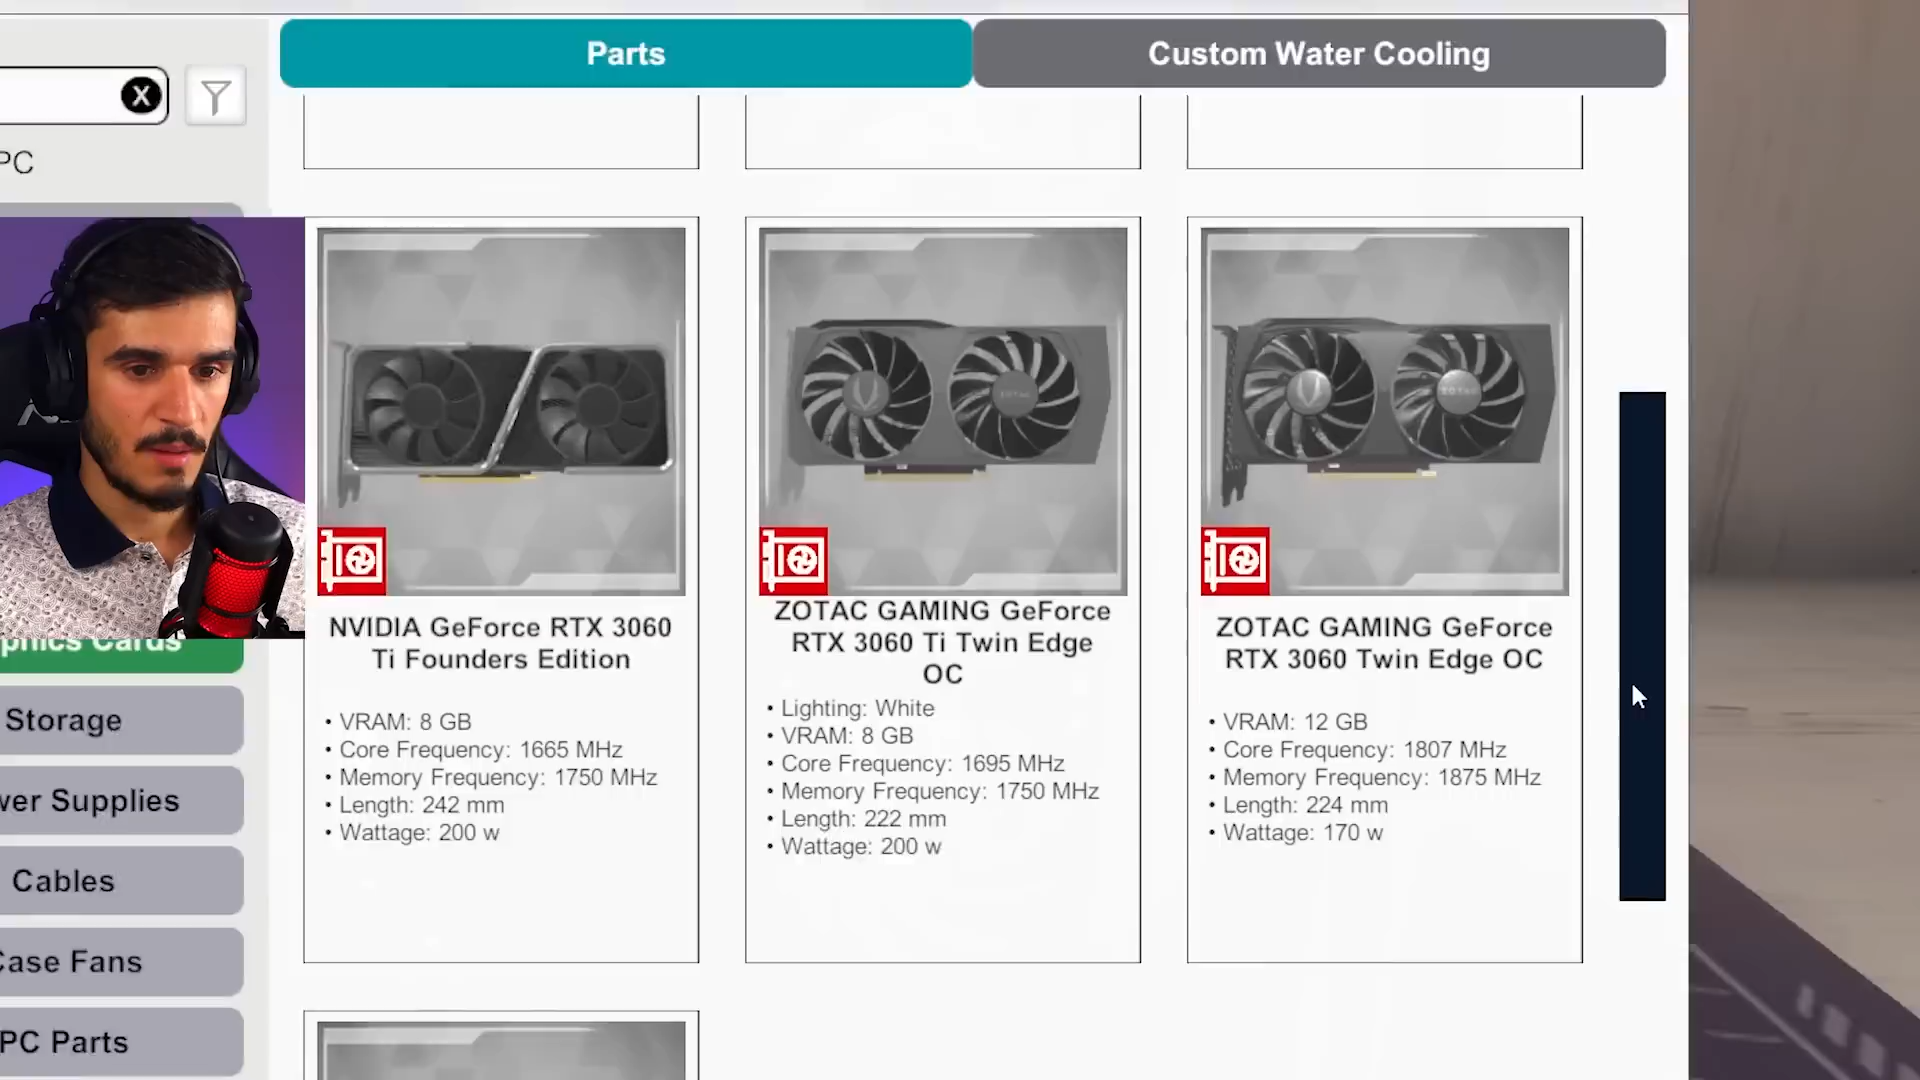 Parts
Custom Water Cooling
X
PC
NVIDIA GeForce RTX 3060
Ti Founders Edition
• VRAM: 8 GB
• Core Frequency: 1665 MHz
• Memory Frequency: 1750 MHz
• Length: 242 mm
• Wattage: 200 w
ZOTAC GAMING GeForce
RTX 3060 Ti Twin Edge
OC
• Lighting: White
• VRAM: 8 GB
• Core Frequency: 1695 MHz
• Memory Frequency: 1750 MHz
• Length: 222 mm
• Wattage: 200 w
ZOTAC
ZOTAC GAMING GeForce
RTX 3060 Twin Edge OC
• VRAM: 12 GB
• Core Frequency: 1807 MHz
• Memory Frequency: 1875 MHz
• Length: 224 mm
• Wattage: 170 w
phics Cards
Storage
wer Supplies
Cables
Case Fans
PC Parts